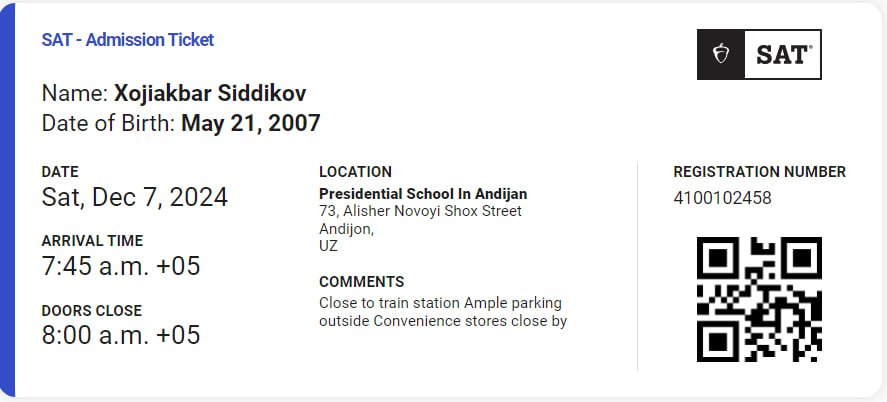 SAT - Admission Ticket
SAT®
Name: Xojiakbar Siddikov
Date of Birth: May 21, 2007
DATE
Sat, Dec 7, 2024
ARRIVAL TIME
7:45 a.m. +05
DOORS CLOSE
8:00 a.m. +05
LOCATION
Presidential School In Andijan
73, Alisher Novoyi Shox Street
Andijon,
UZ
COMMENTS
Close to train station Ample parking
outside Convenience stores close by
REGISTRATION NUMBER
4100102458